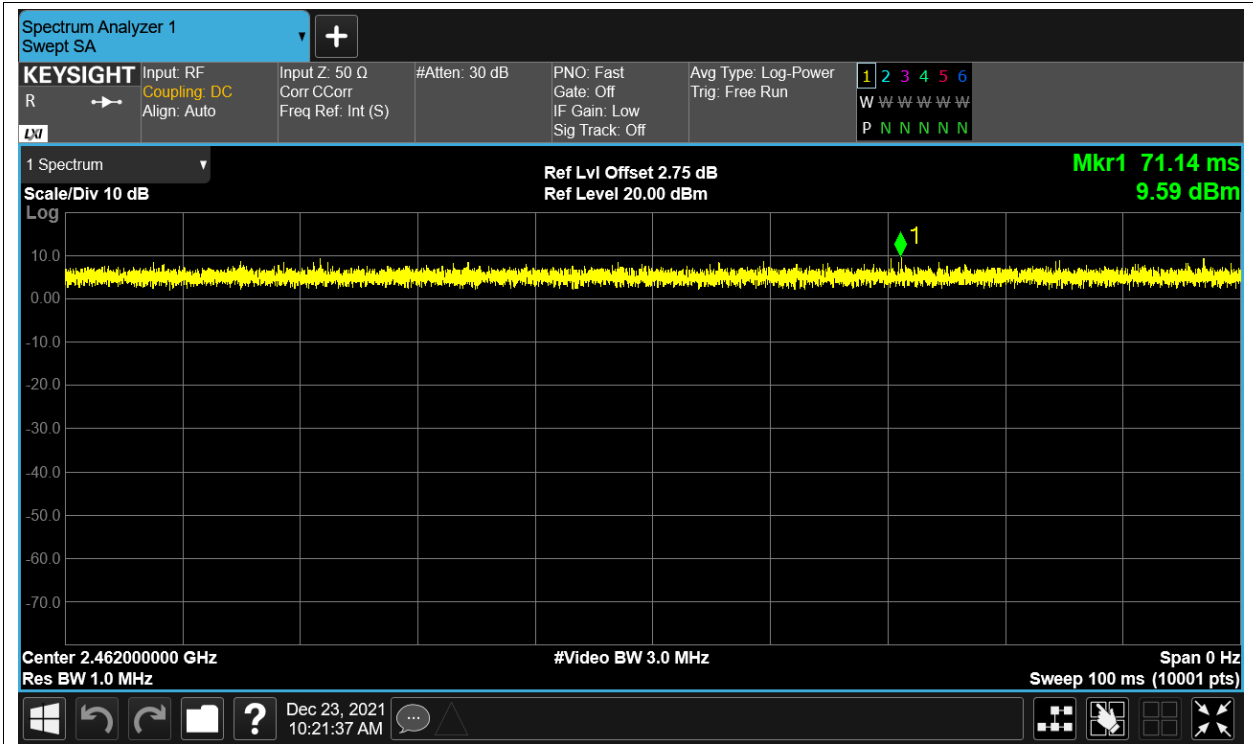 Spectrum Analyzer 1
Swept SA
KEYSIGHT
R
LXI
Input: RF
Coupling: DC
Align: Auto
Input Z: 50 Ω
Corr CCorr
Freq Ref: Int (S)
#Atten: 30 dB
PNO: Fast
Gate: Off
IF Gain: Low
Sig Track: Off
Avg Type: Log-Power
Trig: Free Run
1 2 3 4 5 6
W W W W W W
P N N N N N
1 Spectrum
Scale/Div 10 dB
Log
Ref Lvl Offset 2.75 dB
Ref Level 20.00 dBm
Mkr1 71.14 ms
9.59 dBm
1
10.0
0.00
-10.0
-20.0
-30.0
-40.0
-50.0
-60.0
-70.0
Center 2.462000000 GHz
Res BW 1.0 MHz
#Video BW 3.0 MHz
Span 0 Hz
Sweep 100 ms (10001 pts)
?
Dec 23, 2021
10:21:37 AM